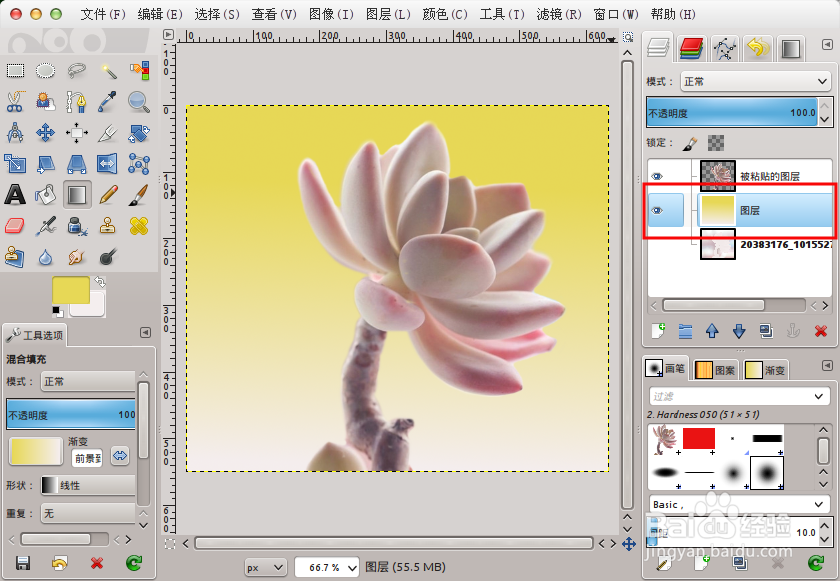 文件(F) 编辑(E) 选择(S) 查看(V) 图像(I) 图层(L) 颜色(C) 工具(T) 滤镜(R) 窗口(W) 帮助(H)
0 100 200 300 400 500 600
模式： 正常
不透明度 100.0
锁定：
被粘贴的图层
图层
20383176_1015527
工具选项
混合填充
模式： 正常
不透明度 100
渐变
前景到
形状： 线性
重复： 无
画笔 图案 渐变
过滤
2. Hardness 050 (51 × 51)
Basic ,
10.0
px 66.7 % 图层 (55.5 MB)
Baidu 经验
jingyan.baidu.com